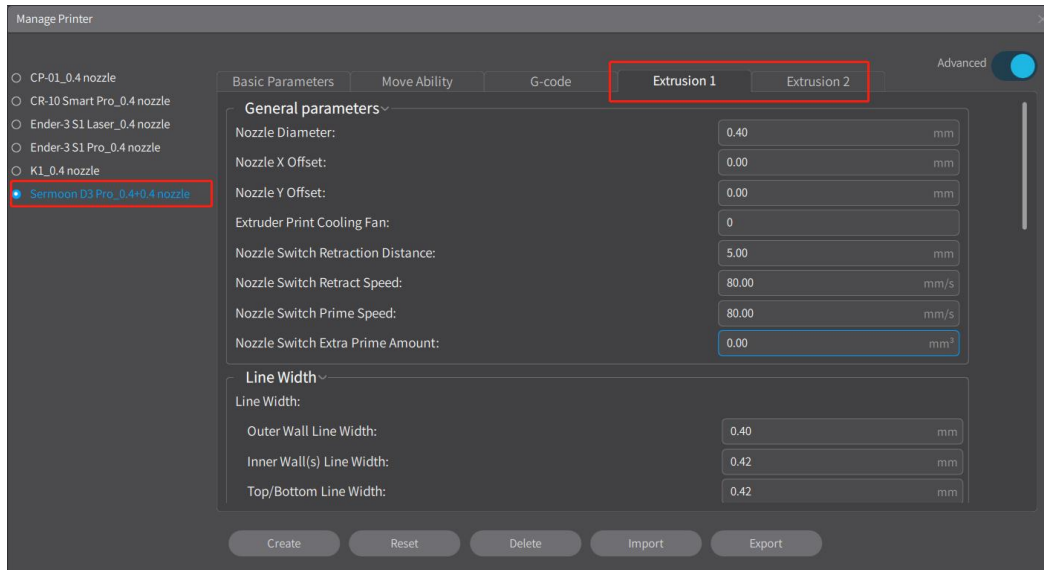 Manage Printer
Advanced
CP-01_0.4 nozzle
CR-10 Smart Pro_0.4 nozzle
Ender-3 S1 Laser_0.4 nozzle
Ender-3 S1 Pro_0.4 nozzle
K1_0.4 nozzle
Sermoon D3 Pro_0.4+0.4 nozzle
Basic Parameters Move Ability G-code Extrusion 1 Extrusion 2
General parameters
Nozzle Diameter: 0.40 mm
Nozzle X Offset: 0.00 mm
Nozzle Y Offset: 0.00 mm
Extruder Print Cooling Fan: 0
Nozzle Switch Retraction Distance: 5.00 mm
Nozzle Switch Retract Speed: 80.00 mm/s
Nozzle Switch Prime Speed: 80.00 mm/s
Nozzle Switch Extra Prime Amount: 0.00 mm³
Line Width
Line Width:
Outer Wall Line Width: 0.40 mm
Inner Wall(s) Line Width: 0.42 mm
Top/Bottom Line Width: 0.42 mm
Create Reset Delete Import Export